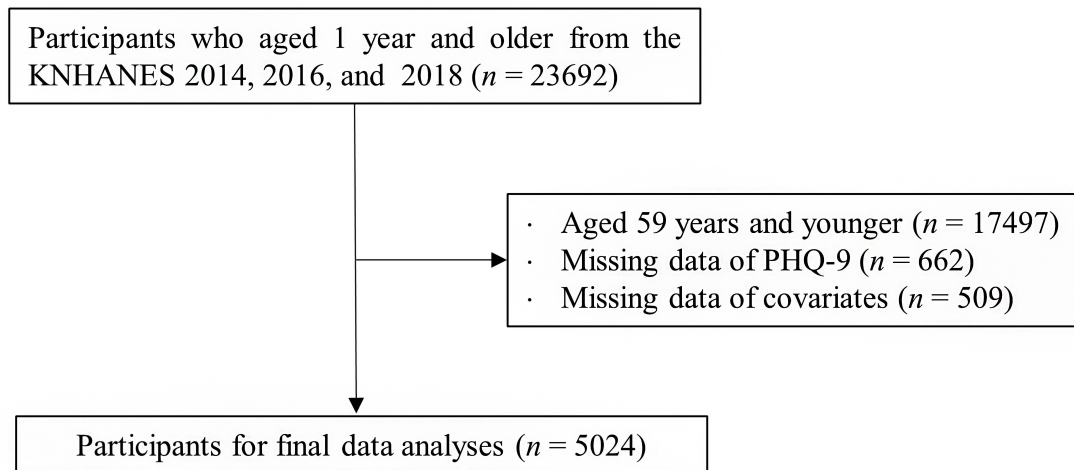 Participants who aged 1 year and older from the
KNHANES 2014, 2016, and 2018 (n = 23692)
· Aged 59 years and younger (n = 17497)
· Missing data of PHQ-9 (n = 662)
· Missing data of covariates (n = 509)
Participants for final data analyses (n = 5024)